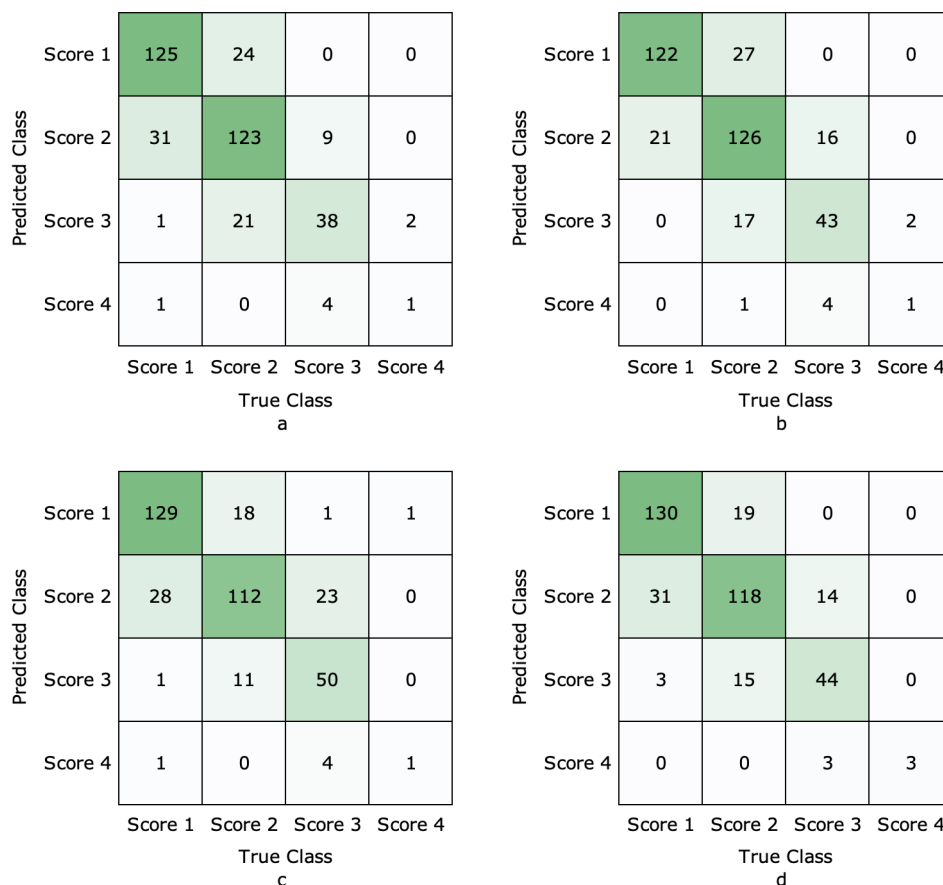 Predicted Class
Score 1 125 24 0 0
Score 2 31 123 9 0
Score 3 1 21 38 2
Score 4 1 0 4 1
Score 1 Score 2 Score 3 Score 4
True Class
a
Predicted Class
Score 1 122 27 0 0
Score 2 21 126 16 0
Score 3 0 17 43 2
Score 4 0 1 4 1
Score 1 Score 2 Score 3 Score 4
True Class
b
Predicted Class
Score 1 129 18 1 1
Score 2 28 112 23 0
Score 3 1 11 50 0
Score 4 1 0 4 1
Score 1 Score 2 Score 3 Score 4
True Class
c
Predicted Class
Score 1 130 19 0 0
Score 2 31 118 14 0
Score 3 3 15 44 0
Score 4 0 0 3 3
Score 1 Score 2 Score 3 Score 4
True Class
d